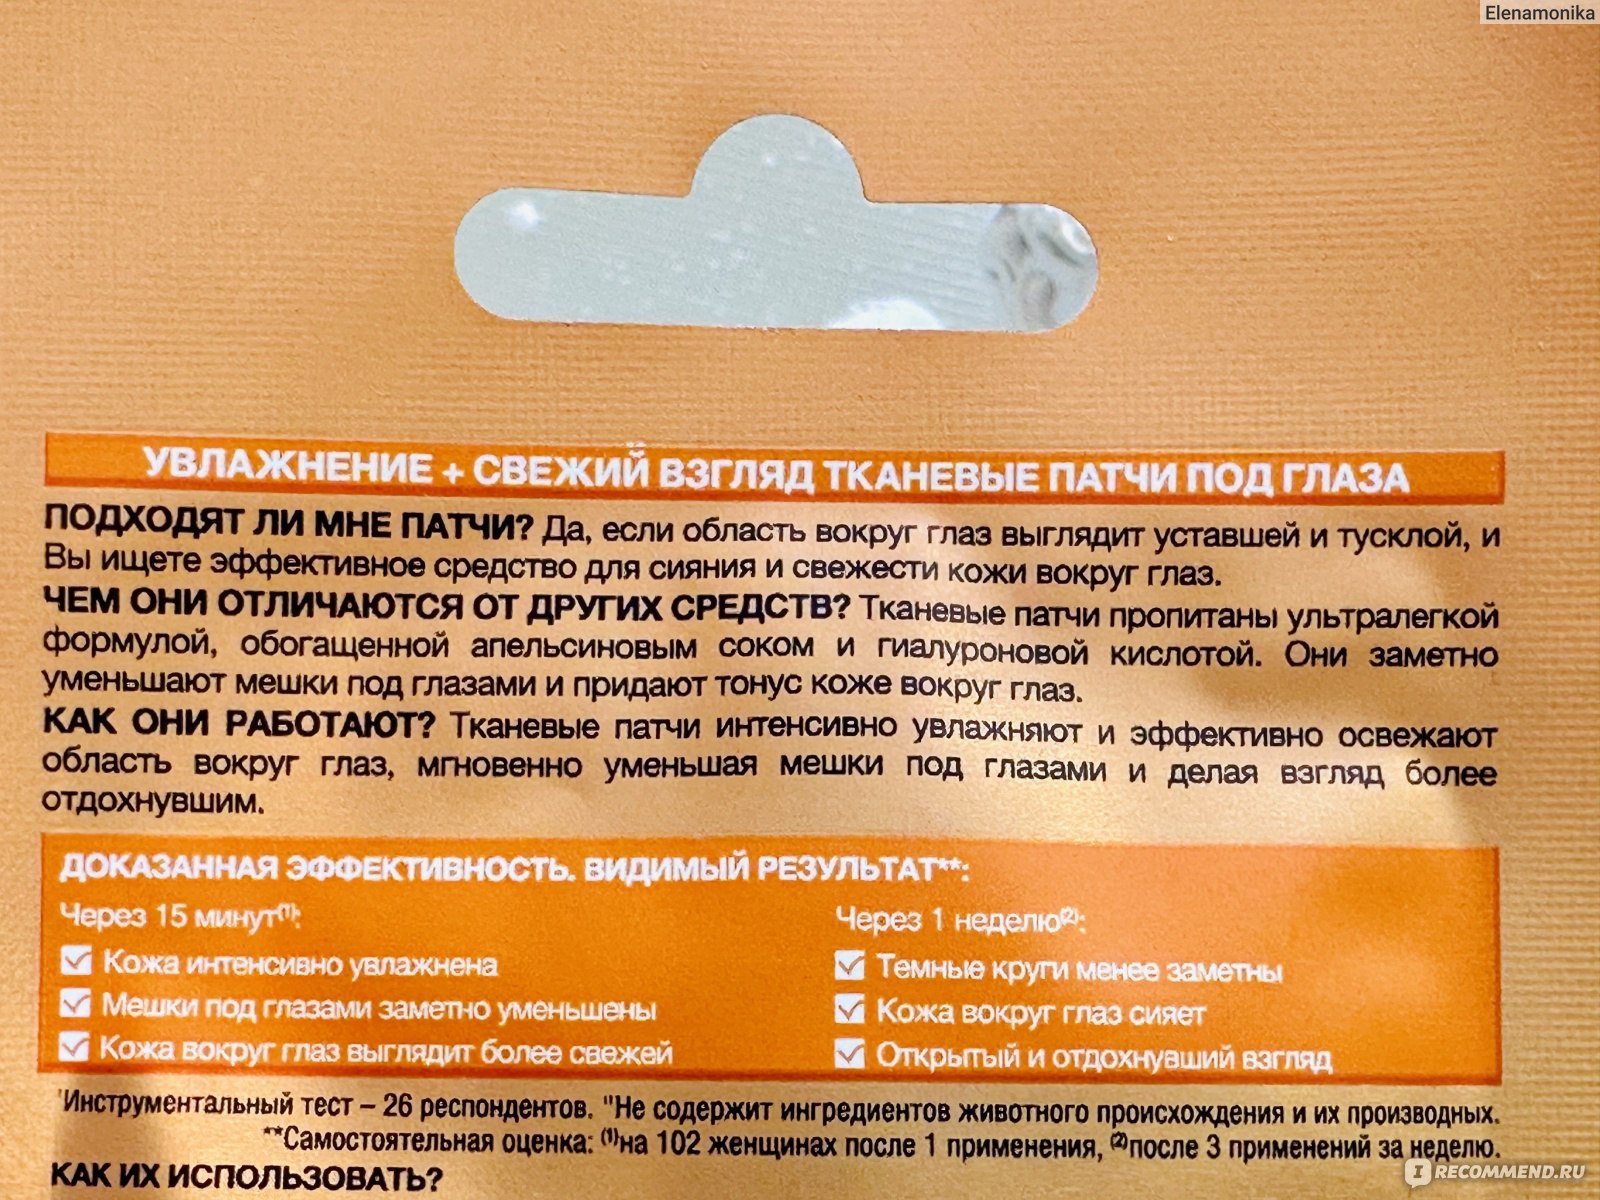 Elenamonika
УВЛАЖНЕНИЕ + СВЕЖИЙ ВЗГЛЯД ТКАНЕВЫЕ ПАТЧИ ПОД ГЛАЗА
ПОДХОДЯТ ЛИ МНЕ ПАТЧИ? Да, если область вокруг глаз выглядит уставшей и тусклой, и
Вы ищете эффективное средство для сияния и свежести кожи вокруг глаз.
ЧЕМ ОНИ ОТЛИЧАЮТСЯ ОТ ДРУГИХ СРЕДСТВ? Тканевые патчи пропитаны ультралегкой
формулой, обогащенной апельсиновым соком и гиалуроновой кислотой. Они заметно
уменьшают мешки под глазами и придают тонус коже вокруг глаз.
КАК ОНИ РАБОТАЮТ? Тканевые патчи интенсивно увлажняют и эффективно освежают
область вокруг глаз, мгновенно уменьшая мешки под глазами и делая взгляд более
отдохнувшим.
ДОКАЗАННАЯ ЭФФЕКТИВНОСТЬ. ВИДИМЫЙ РЕЗУЛЬТАТ**:
Через 15 минут(1):
Кожа интенсивно увлажнена
Мешки под глазами заметно уменьшены
Кожа вокруг глаз выглядит более свежей
Через 1 неделю(2):
Темные круги менее заметны
Кожа вокруг глаз сияет
Открытый и отдохнувший взгляд
'Инструментальный тест – 26 респондентов. "Не содержит ингредиентов животного происхождения и их производных.
**Самостоятельная оценка: (1)на 102 женщинах после 1 применения, (2)после 3 применений за неделю.
КАК ИХ ИСПОЛЬЗОВАТЬ?
IRECOMMEND.RU